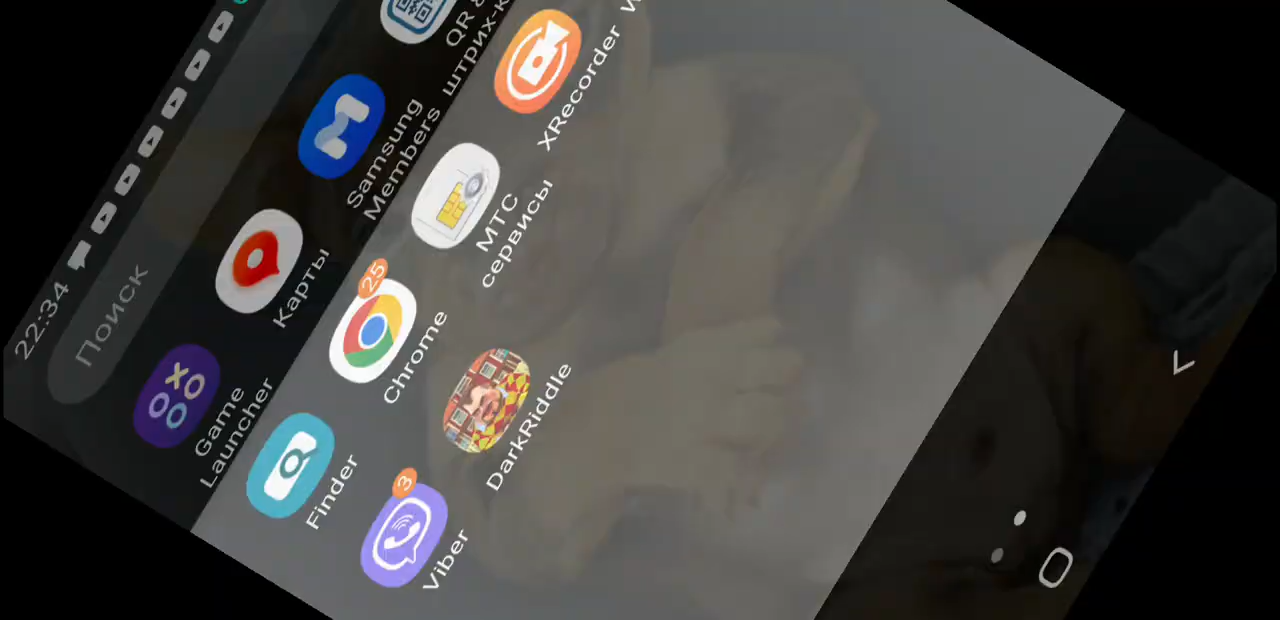 22:34
Поиск
Game
Launcher
Карты
Samsung
Members
QR &
штрих-к
Finder
25
Chrome
МТС
сервисы
XRecorder
3
Viber
DarkRiddle